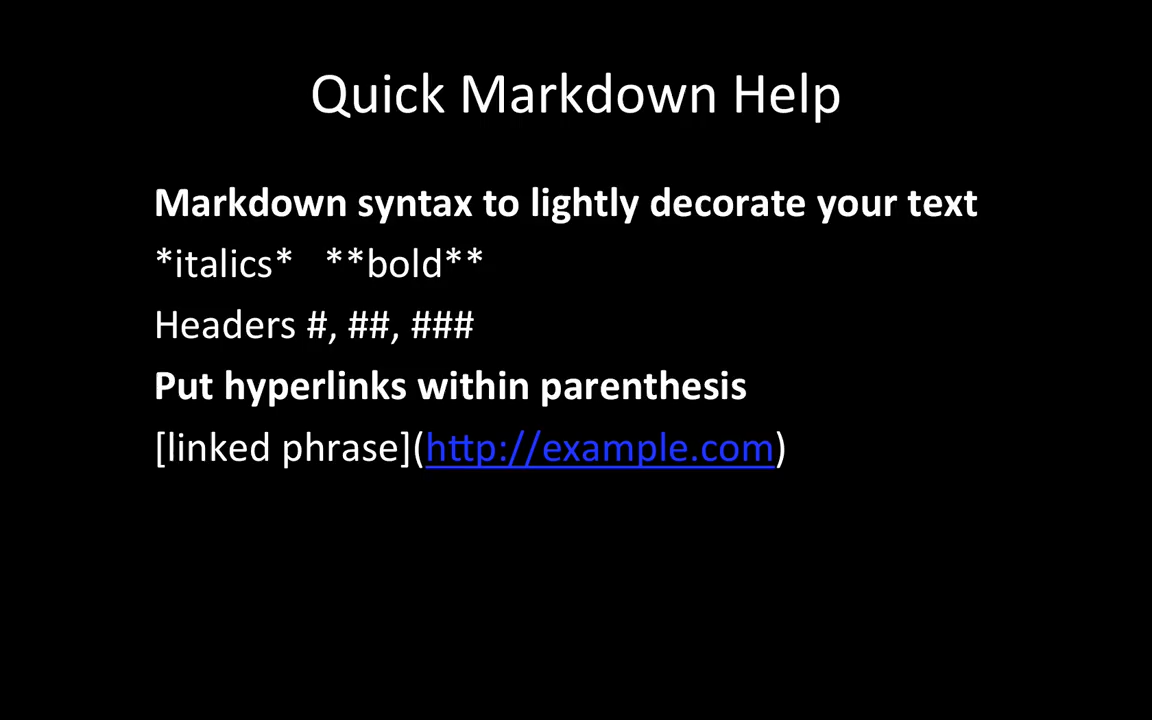 Quick Markdown Help
Markdown syntax to lightly decorate your text
*italics*   **bold**
Headers #, ##, ###
Put hyperlinks within parenthesis
[linked phrase](http://example.com)